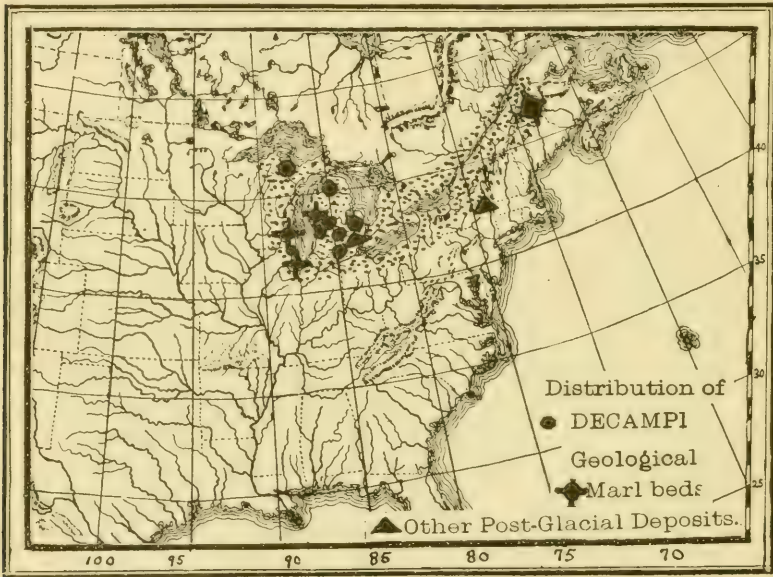 40
35
30
25
Distribution of
DECAMPI
Geological
Marl beds
Other Post-Glacial Deposits.
100 95 90 85 80 75 70